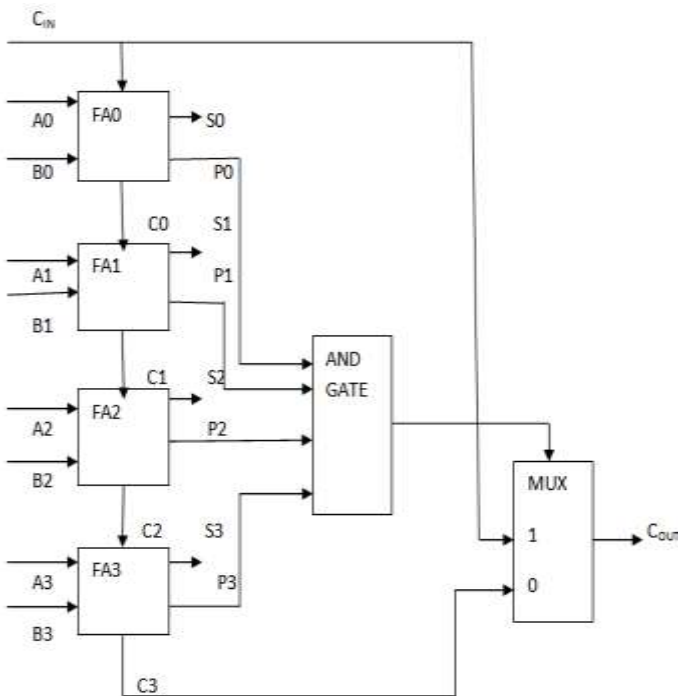 C_IN
A0
FA0
S0
B0
P0
C0
S1
A1
FA1
P1
B1
AND
GATE
C1
S2
A2
FA2
P2
B2
MUX
C2
S3
1
C_OUT
A3
FA3
P3
0
B3
C3